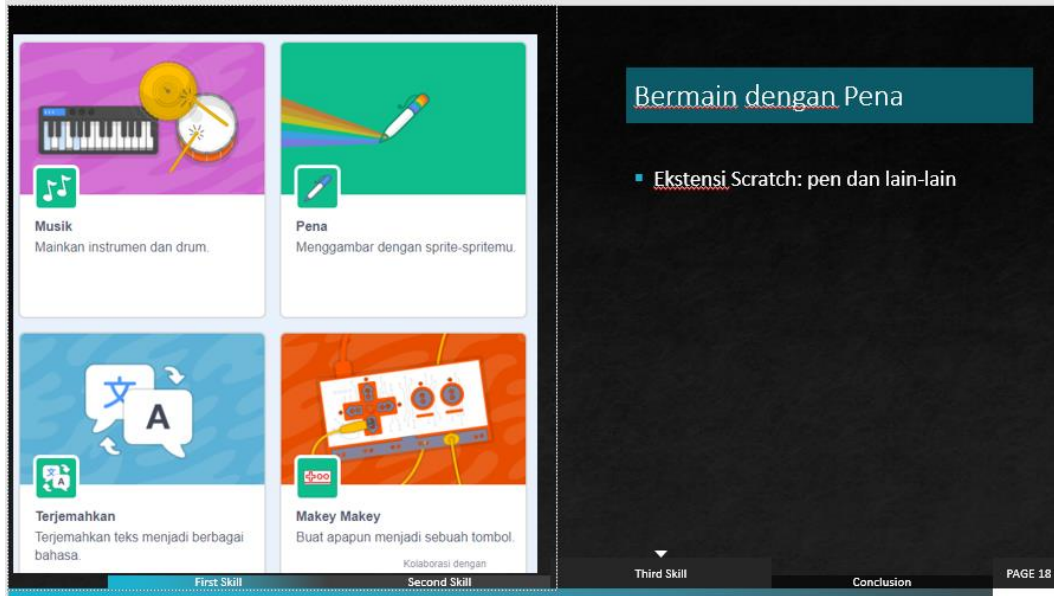 Musik
Mainkan instrumen dan drum.
Pena
Menggambar dengan sprite-spritemu.
文
A
文
A
Terjemahkan
Terjemahkan teks menjadi berbagai
bahasa.
Makey Makey
Buat apapun menjadi sebuah tombol.
Kolaborasi dengan
Bermain dengan Pena
Ekstensi Scratch: pen dan lain-lain
First Skill
Second Skill
Third Skill
Conclusion
PAGE 18